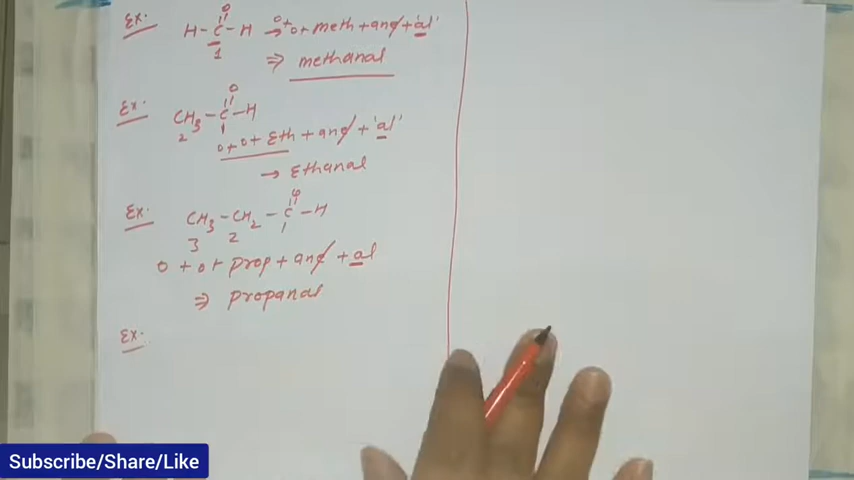 Ex.
O
H-C-H → 0+0+meth+ane+'al'
1
⇒ methanal
Ex.
O
CH3-C-H
2 1
0+0+Eth+ane+'al'
→ Ethanal
Ex.
O
CH3-CH2-C-H
3 2 1
0+0+prop+ane+al
⇒ propanal
Ex.
Subscribe/Share/Like